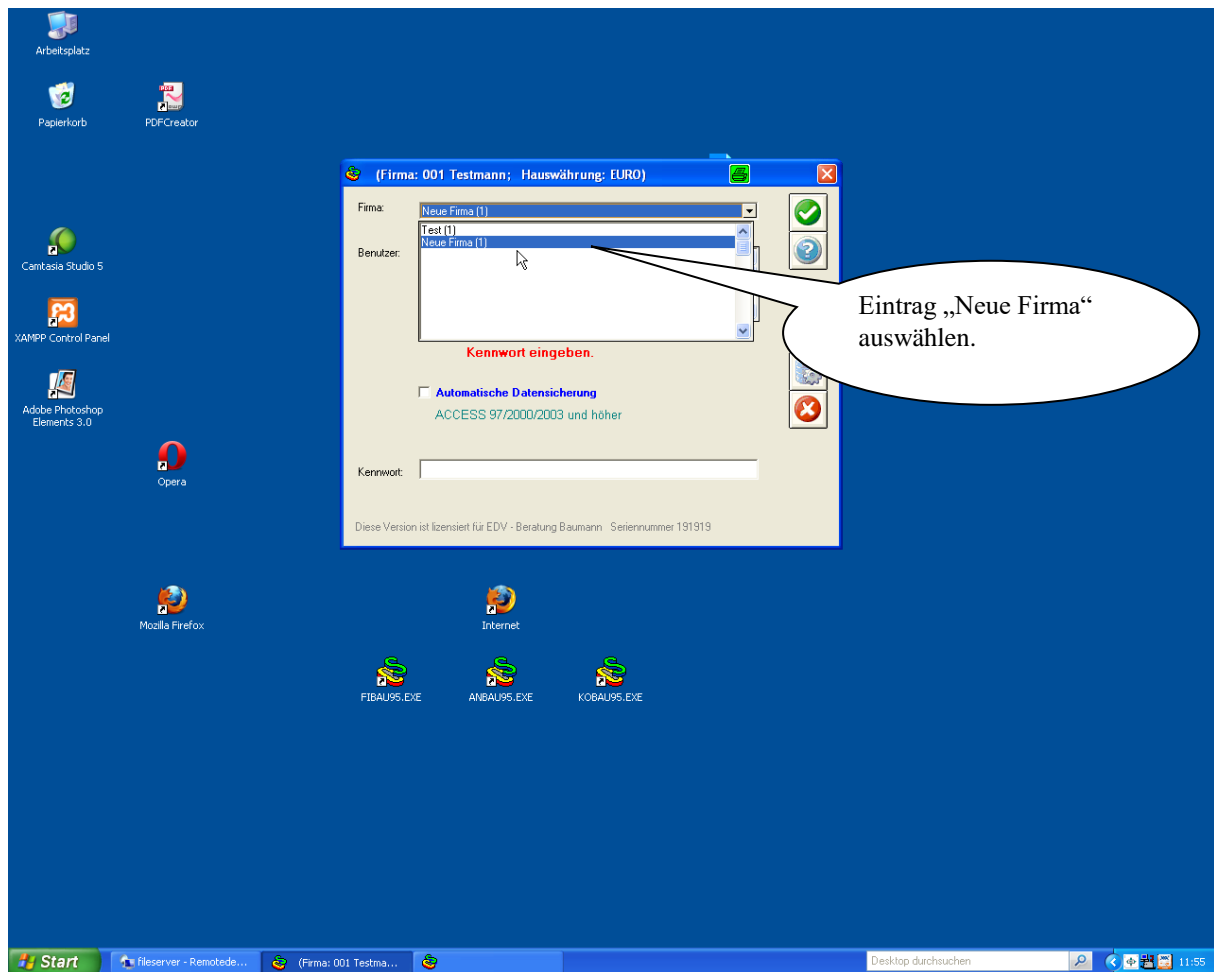 Arbeitsplatz
Papierkorb
PDFCreator
(Firma: 001 Testmann; Hauswährung: EURO)
Firma:
Neue Firma (1)
Test (1)
Neue Firma (1)
Benutzer:
Camtasia Studio 5
Eintrag „Neue Firma“
auswählen.
XAMPP Control Panel
Kennwort eingeben.
Automatische Datensicherung
ACCESS 97/2000/2003 und höher
Adobe Photoshop
Elements 3.0
Kennwort:
Opera
Diese Version ist lizensiert für EDV - Beratung Baumann Seriennummer 191919
Mozilla Firefox
Internet
FIBAU95.EXE
ANBAU95.EXE
KOBAU95.EXE
Start
fileserver - Remotede...
(Firma: 001 Testma...
Desktop durchsuchen
11:55